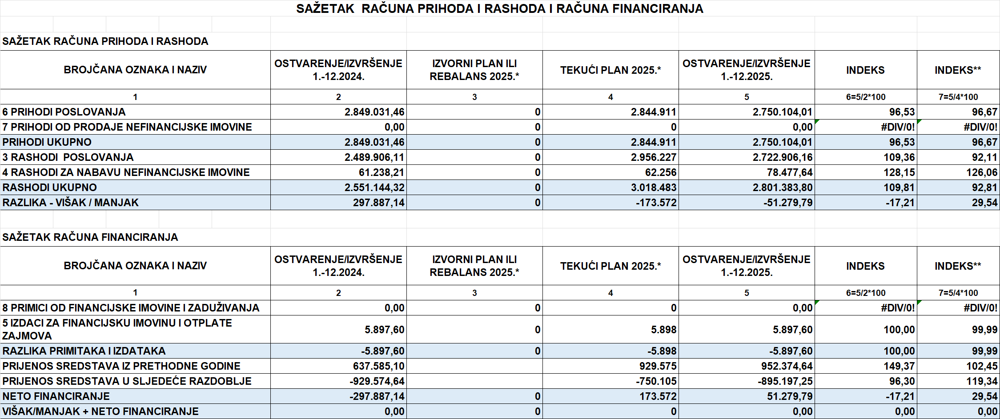 SAŽETAK  RAČUNA PRIHODA I RASHODA I RAČUNA FINANCIRANJA
SAŽETAK RAČUNA PRIHODA I RASHODA
BROJČANA OZNAKA I NAZIV OSTVARENJE/IZVRŠENJE 1.-12.2024. IZVORNI PLAN ILI REBALANS 2025.* TEKUĆI PLAN 2025.* OSTVARENJE/IZVRŠENJE 1.-12.2025. INDEKS INDEKS**
1 2 3 4 5 6=5/2*100 7=5/4*100
6 PRIHODI POSLOVANJA 2.849.031,46 0 2.844.911 2.750.104,01 96,53 96,67
7 PRIHODI OD PRODAJE NEFINANCIJSKE IMOVINE 0,00 0 0 0,00 #DIV/0! #DIV/0!
PRIHODI UKUPNO 2.849.031,46 0 2.844.911 2.750.104,01 96,53 96,67
3 RASHODI  POSLOVANJA 2.489.906,11 0 2.956.227 2.722.906,16 109,36 92,11
4 RASHODI ZA NABAVU NEFINANCIJSKE IMOVINE 61.238,21 0 62.256 78.477,64 128,15 126,06
RASHODI UKUPNO 2.551.144,32 0 3.018.483 2.801.383,80 109,81 92,81
RAZLIKA - VIŠAK / MANJAK 297.887,14 0 -173.572 -51.279,79 -17,21 29,54
SAŽETAK RAČUNA FINANCIRANJA
BROJČANA OZNAKA I NAZIV OSTVARENJE/IZVRŠENJE 1.-12.2024. IZVORNI PLAN ILI REBALANS 2025.* TEKUĆI PLAN 2025.* OSTVARENJE/IZVRŠENJE 1.-12.2025. INDEKS INDEKS**
1 2 3 4 5 6=5/2*100 7=5/4*100
8 PRIMICI OD FINANCIJSKE IMOVINE I ZADUŽIVANJA 0,00 0 0 0,00 #DIV/0! #DIV/0!
5 IZDACI ZA FINANCIJSKU IMOVINU I OTPLATE ZAJMOVA 5.897,60 0 5.898 5.897,60 100,00 99,99
RAZLIKA PRIMITAKA I IZDATAKA -5.897,60 0 -5.898 -5.897,60 100,00 99,99
PRIJENOS SREDSTAVA IZ PRETHODNE GODINE 637.585,10 929.575 952.374,64 149,37 102,45
PRIJENOS SREDSTAVA U SLJEDEĆE RAZDOBLJE -929.574,64 -750.105 -895.197,25 96,30 119,34
NETO FINANCIRANJE -297.887,14 0 173.572 51.279,79 -17,21 29,54
VIŠAK/MANJAK + NETO FINANCIRANJE 0,00 0 0 0,00 0,00 0,00